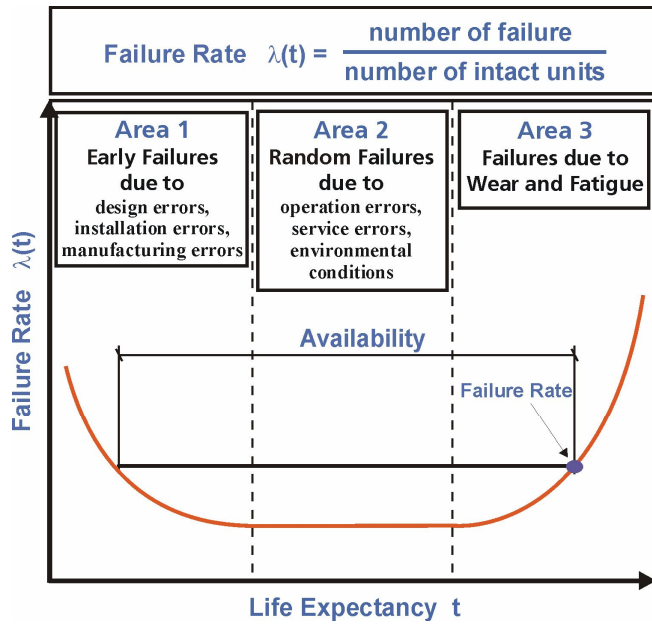 Failure Rate λ(t) = number of failure / number of intact units
Area 1
Early Failures
due to
design errors,
installation errors,
manufacturing errors
Area 2
Random Failures
due to
operation errors,
service errors,
environmental
conditions
Area 3
Failures due to
Wear and Fatigue
Failure Rate λ(t)
Availability
Failure Rate
Life Expectancy t